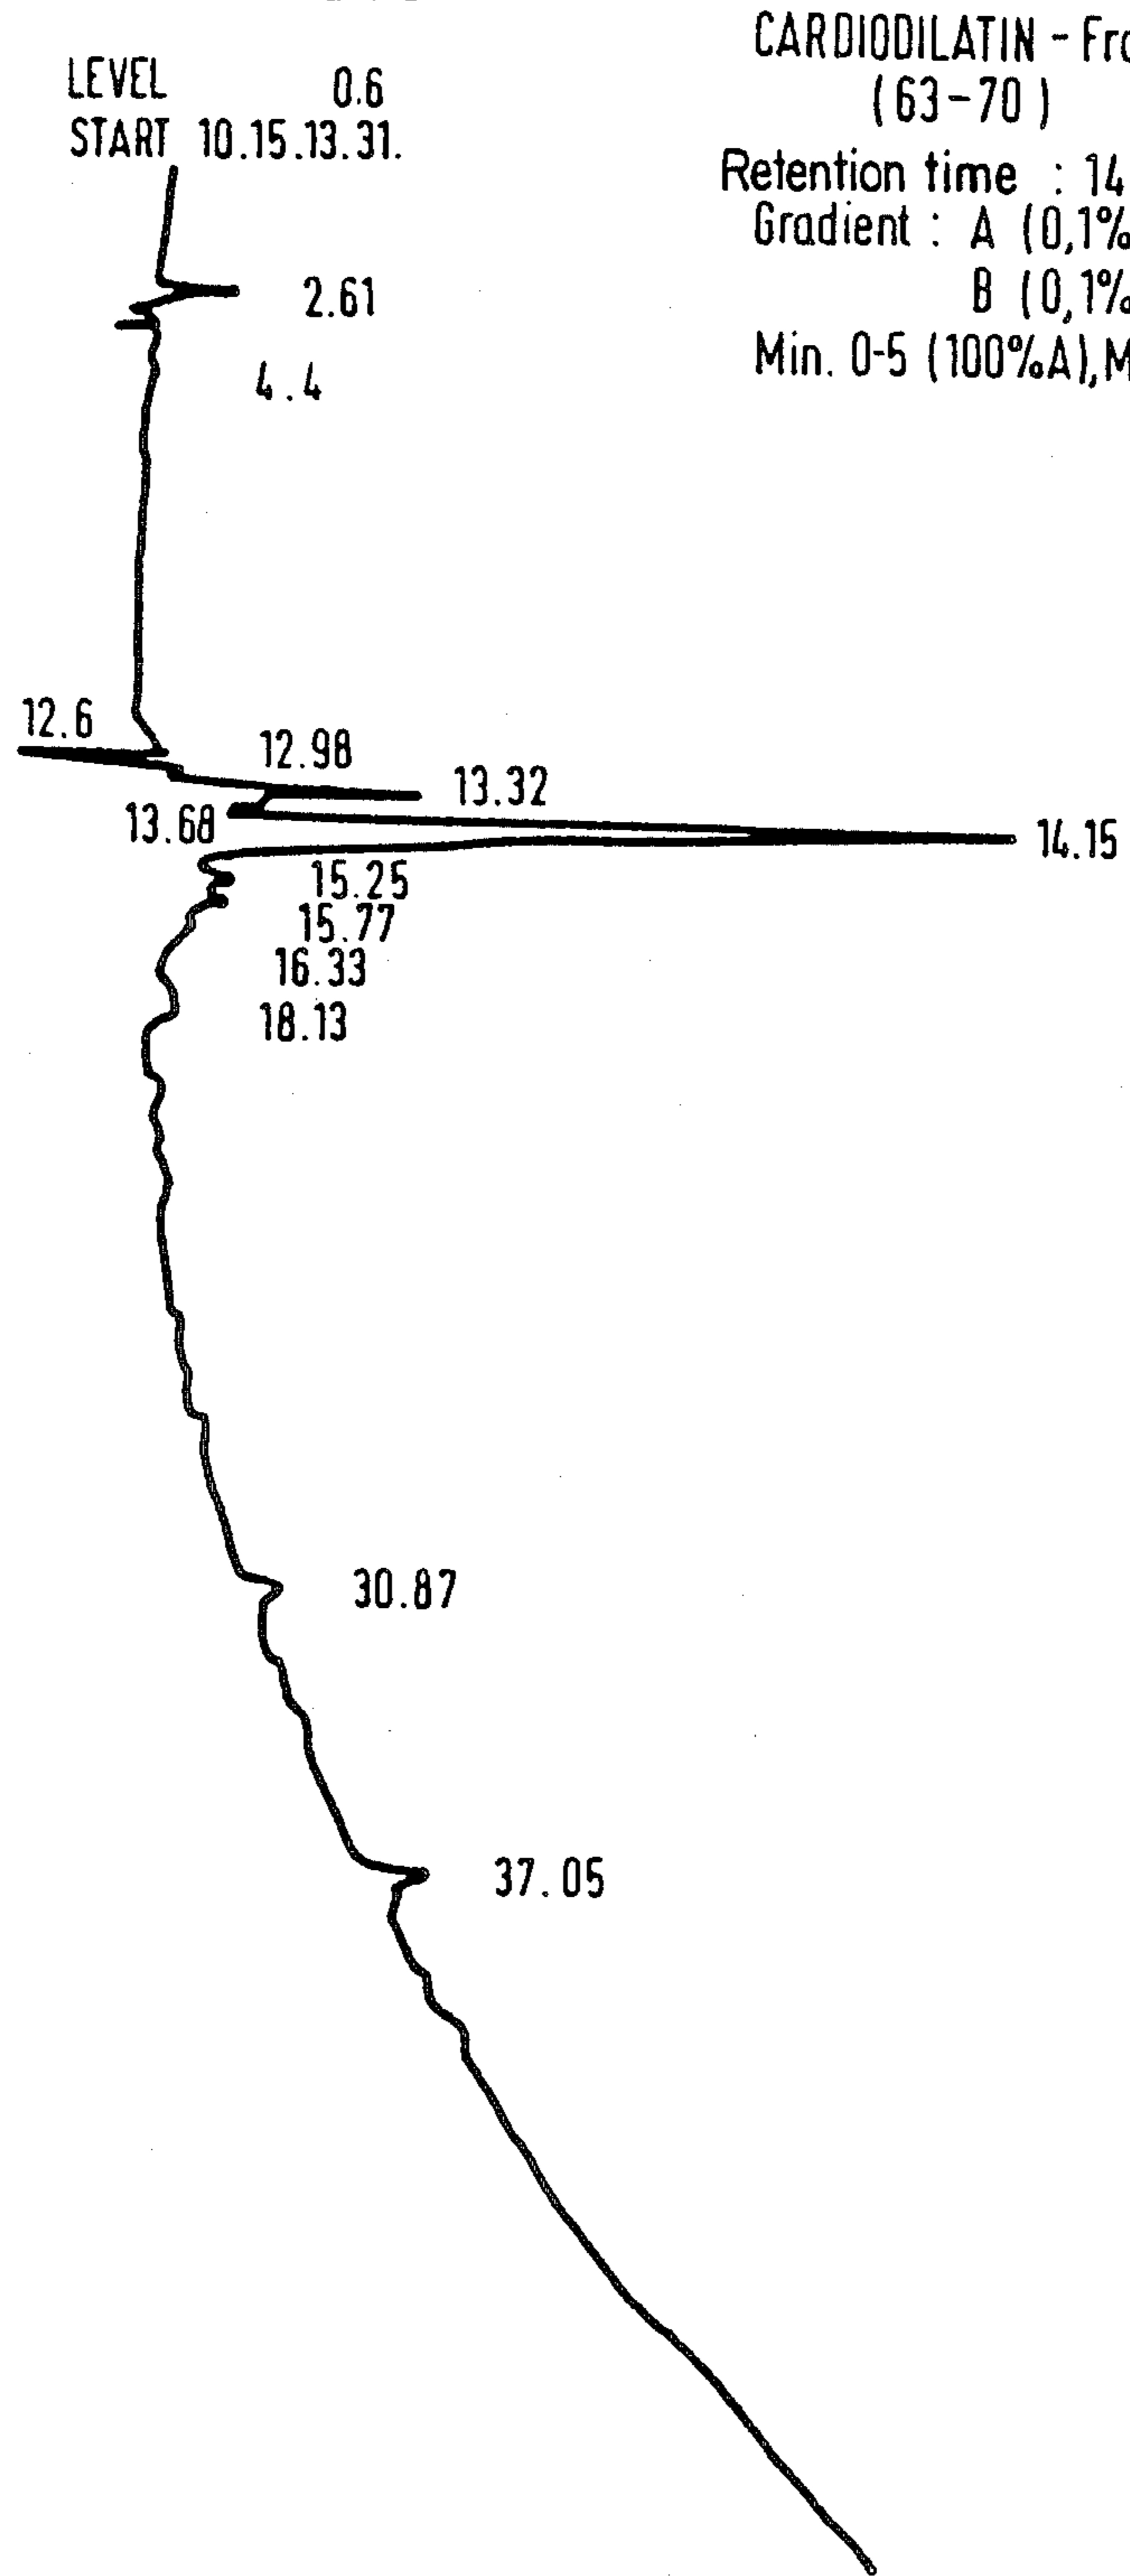 LEVEL 0.6
START 10.15.13.31.
CARDIODILATIN -
(63-70)
Retention time : 14
Gradient : A (0,1%
B (0,1%
Min. 0-5 (100%A),
2.61
4.4
12.6
12.98
13.32
13.68
14.15
15.25
15.77
16.33
18.13
30.87
37.05